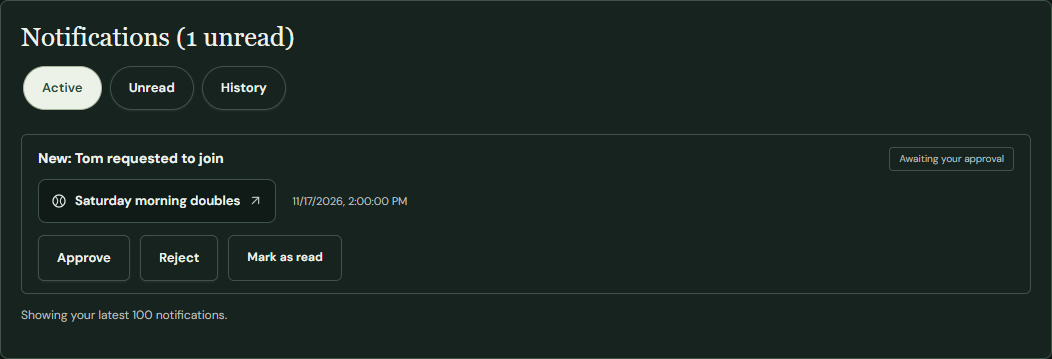 Notifications (1 unread)
Active Unread History
New: Tom requested to join Awaiting your approval
Saturday morning doubles 11/17/2026, 2:00:00 PM
Approve Reject Mark as read
Showing your latest 100 notifications.